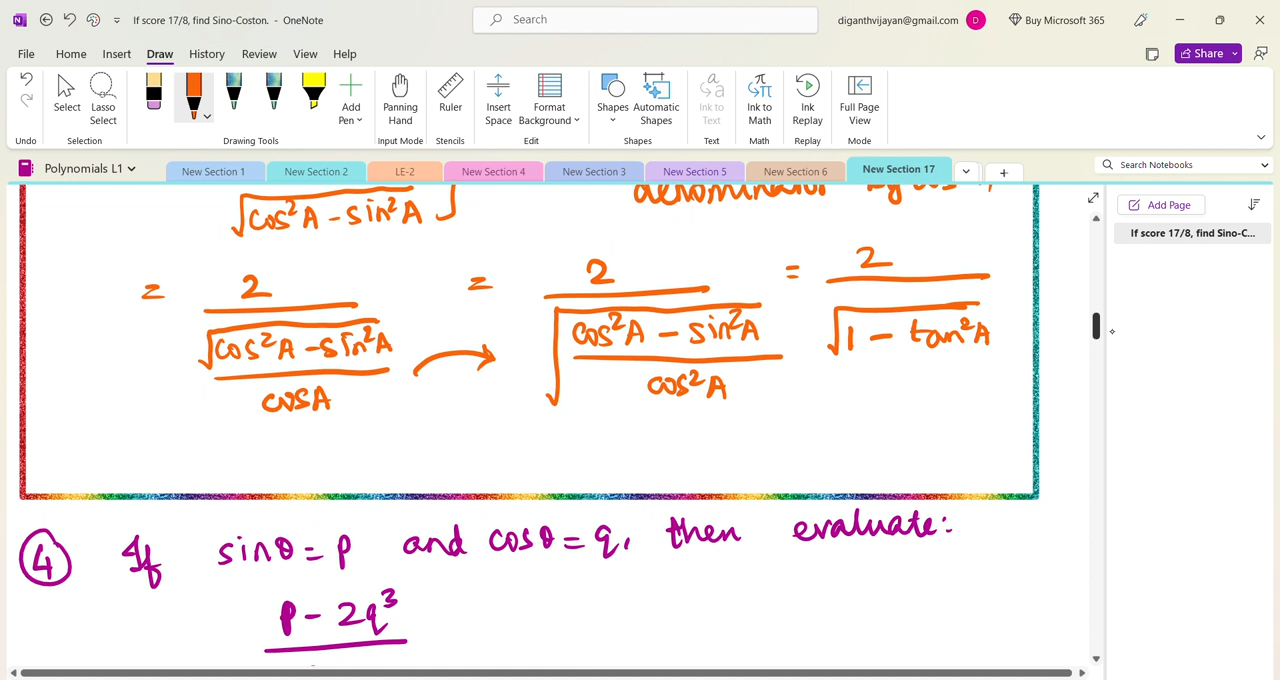 If score 17/8, find Sino-Coston. - OneNote
Search
diganthvijayan@gmail.com D
Buy Microsoft 365
File Home Insert Draw History Review View Help
Share
Undo
Select
Lasso Select
Add Pen
Panning Hand
Ruler
Insert Space
Format Background
Shapes
Automatic Shapes
Ink to Text
Ink to Math
Ink Replay
Full Page View
Undo Selection Drawing Tools Input Mode Stencils Edit Shapes Text Math Replay Mode
Polynomials L1
New Section 1 New Section 2 LE-2 New Section 4 New Section 3 New Section 5 New Section 6 New Section 17
Search Notebooks
Add Page
If score 17/8, find Sino-C...
denominator by
√cos²A - sin²A
= 2 / (√cos²A - sin²A / cosA) = 2 / √((cos²A - sin²A) / cos²A) = 2 / √1 - tan²A
④ If sinθ = p and cosθ = q, then evaluate:
p - 2q³